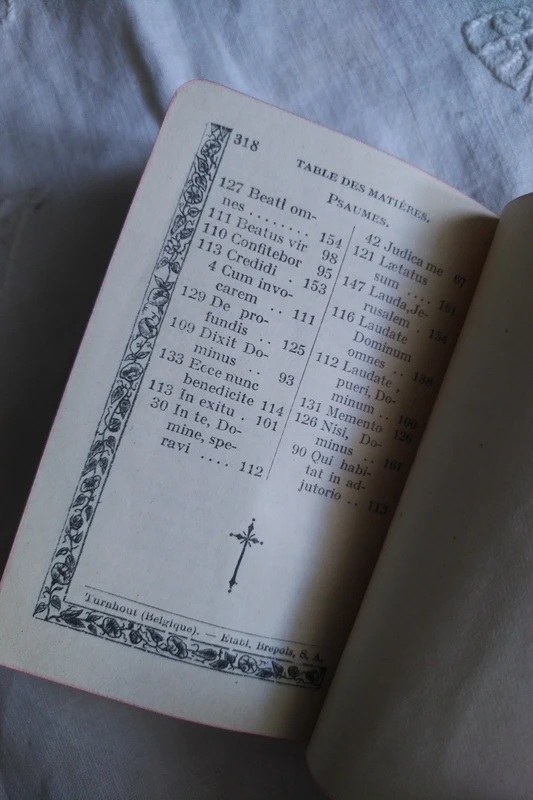 318
TABLE DES MATIÈRES.
PSAUMES.
127 Beati om-
nes ........ 154
111 Beatus vir 98
110 Confitebor 95
113 Credidi . 153
4 Cum invo-
carem .. 111
129 De pro-
fundis .. 125
109 Dixit Do-
minus .. 93
133 Ecce nunc
benedicite 114
113 In exitu . 101
30 In te, Do-
mine, spe-
ravi .... 112
42 Judica me 67
121 Lætatus
sum .... 161
147 Lauda, Je-
rusalem . 154
116 Laudate
Dominum
omnes ..
112 Laudate
pueri, Do-
minum .. 100
131 Memento 126
126 Nisi, Do-
minus .. 161
90 Qui habi-
tat in ad-
jutorio .. 113
Turnhout (Belgique). — Etabl. Brepols, S. A.